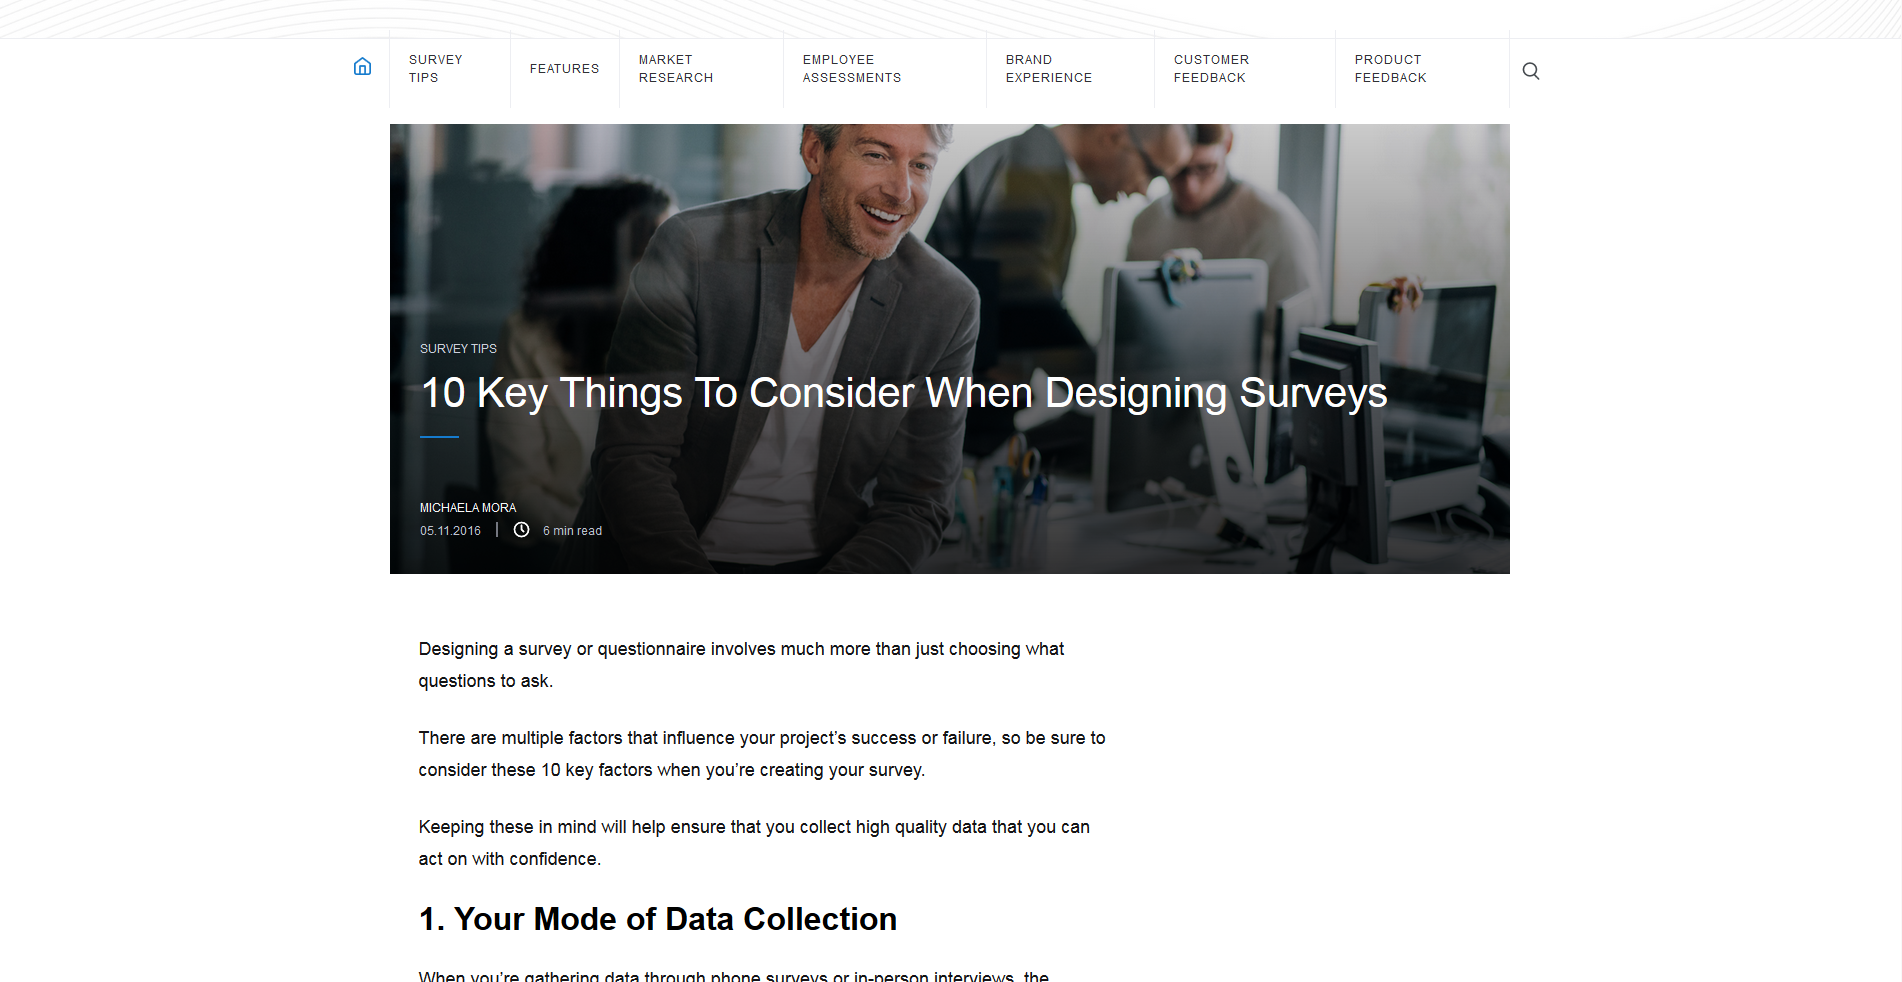 SURVEY
TIPS
FEATURES
MARKET
RESEARCH
EMPLOYEE
ASSESSMENTS
BRAND
EXPERIENCE
CUSTOMER
FEEDBACK
PRODUCT
FEEDBACK
SURVEY TIPS
10 Key Things To Consider When Designing Surveys
MICHAELA MORA
05.11.2016 | 6 min read
Designing a survey or questionnaire involves much more than just choosing what
questions to ask.
There are multiple factors that influence your project’s success or failure, so be sure to
consider these 10 key factors when you’re creating your survey.
Keeping these in mind will help ensure that you collect high quality data that you can
act on with confidence.
1. Your Mode of Data Collection
When you’re gathering data through phone surveys or in-person interviews, the